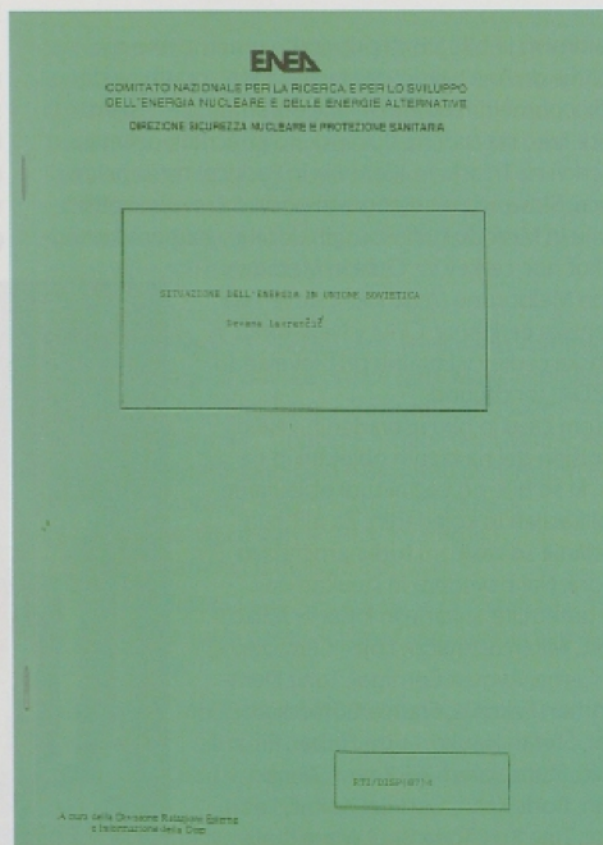 ENEA
COMITATO NAZIONALE PER LA RICERCA E PER LO SVILUPPO
DELL'ENERGIA NUCLEARE E DELLE ENERGIE ALTERNATIVE
DIREZIONE SICUREZZA NUCLEARE E PROTEZIONE SANITARIA
SITUAZIONE DELL'ENERGIA IN UNIONE SOVIETICA
Devana
A cura della Divisione Relazioni Esterne
e Informazione della Disp